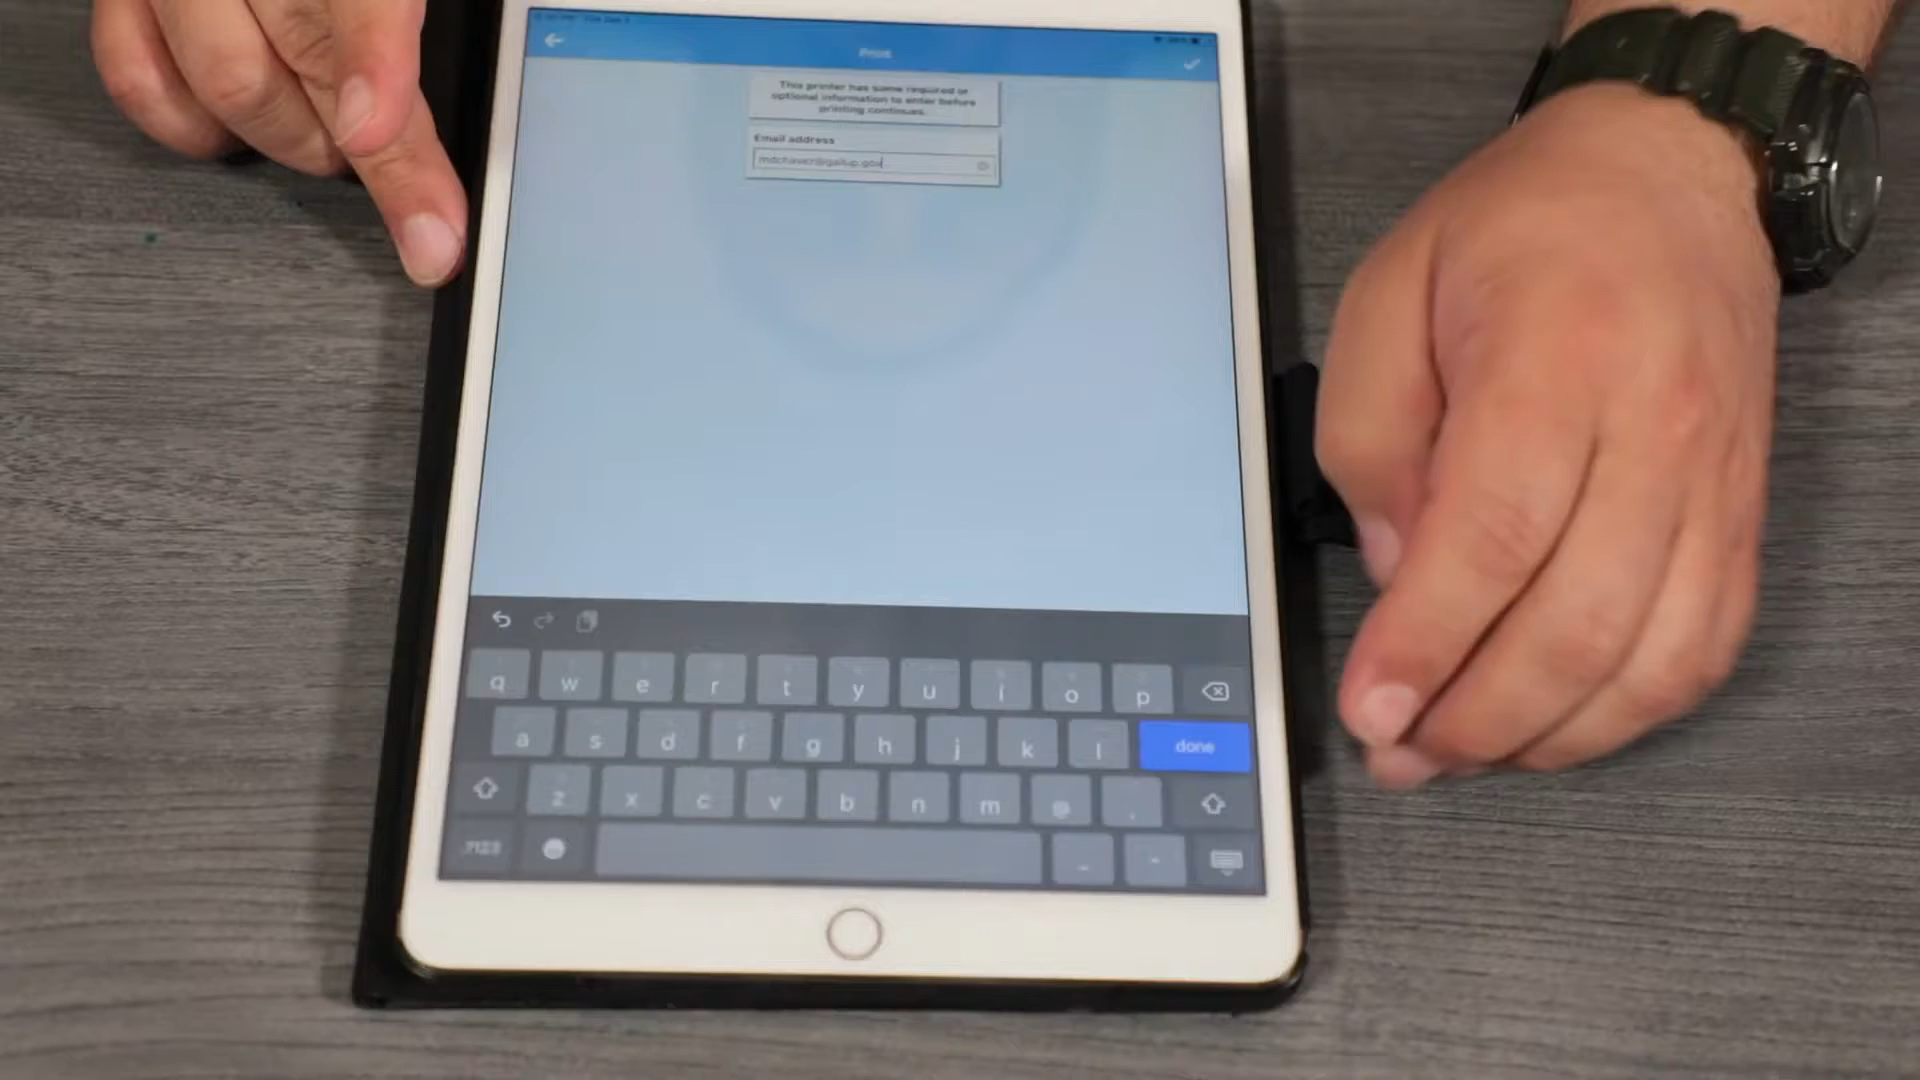 Print
This printer has some required or
optional information to enter before
printing continues.
Email address
q w e r t y u i o p
a s d f g h j k l done
z x c v b n m @ .
.?123 _ -